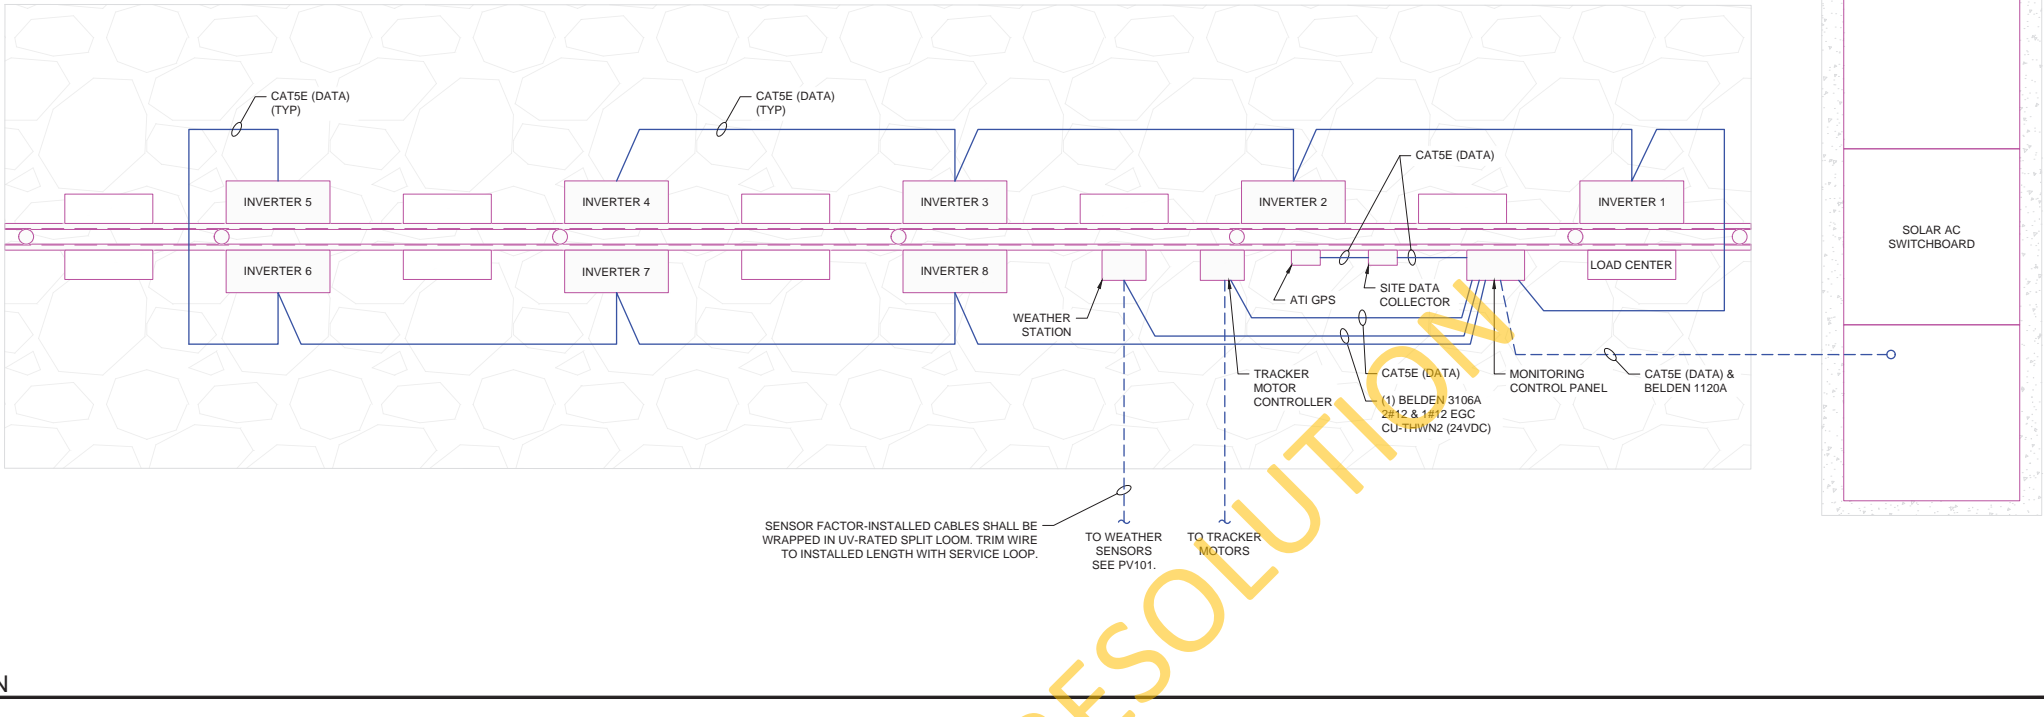 CAT5E (DATA)
(TYP)
CAT5E (DATA)
(TYP)
CAT5E (DATA)
INVERTER 5
INVERTER 4
INVERTER 3
INVERTER 2
INVERTER 1
SOLAR AC
SWITCHBOARD
INVERTER 6
INVERTER 7
INVERTER 8
LOAD CENTER
ATI GPS
SITE DATA
COLLECTOR
WEATHER
STATION
TRACKER
MOTOR
CONTROLLER
CAT5E (DATA)
(1) BELDEN 3106A
2#12 & 1#12 EGC
CU-THWN2 (24VDC)
MONITORING
CONTROL PANEL
CAT5E (DATA) &
BELDEN 1120A
SENSOR FACTOR-INSTALLED CABLES SHALL BE
WRAPPED IN UV-RATED SPLIT LOOM. TRIM WIRE
TO INSTALLED LENGTH WITH SERVICE LOOP.
TO WEATHER
SENSORS
SEE PV101.
TO TRACKER
MOTORS
ESOLUTION
N